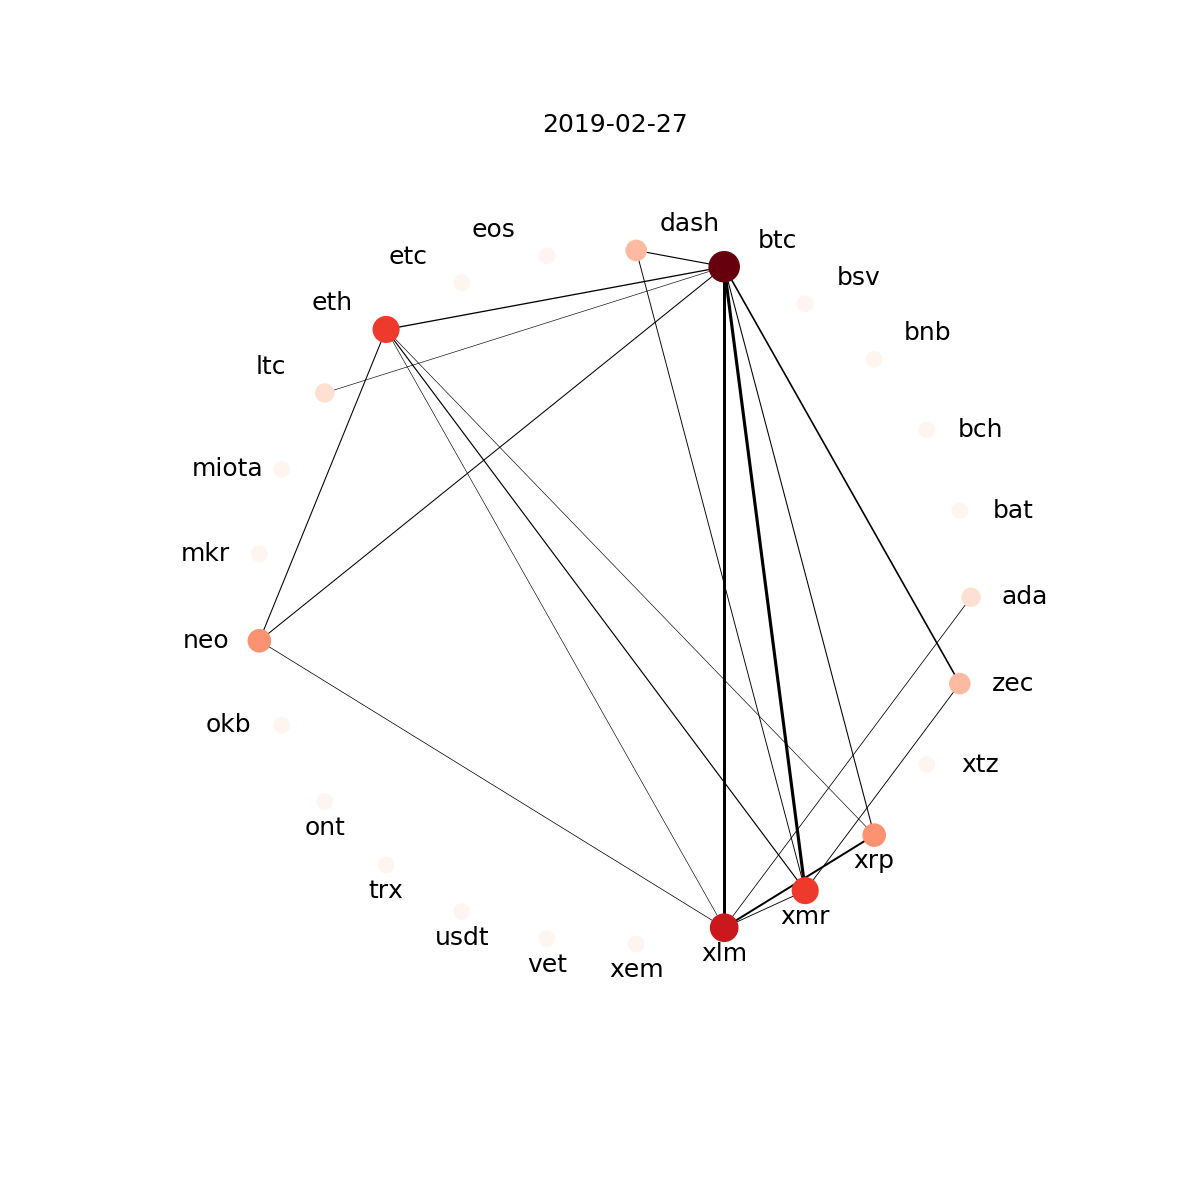 2019-02-27
dash
eos
btc
etc
bsv
eth
bnb
ltc
bch
miota
bat
mkr
ada
neo
zec
okb
xtz
ont
xrp
trx
xmr
usdt
xlm
vet
xem